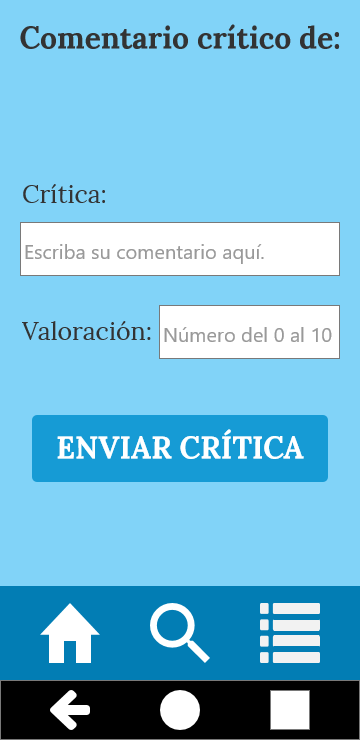 Comentario crítico de:
Crítica:
Escriba su comentario aquí.
Valoración: Número del 0 al 10
ENVIAR CRÍTICA